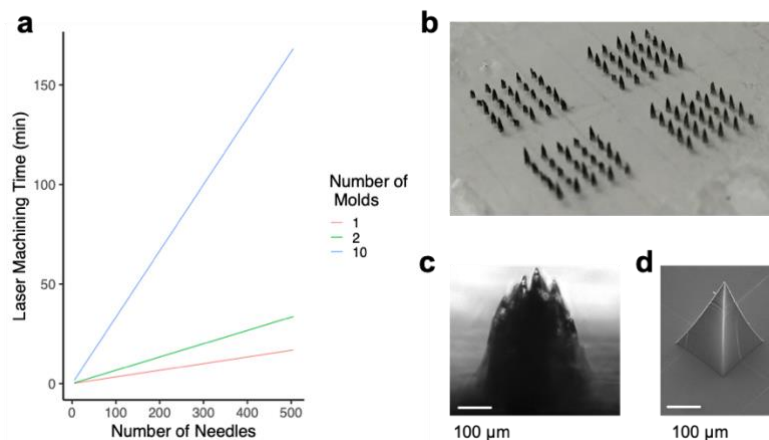 a
Laser Machining Time (min)
150
100
50
0
0 100 200 300 400 500
Number of Needles
Number of
Molds
1
2
10
b
c
100 µm
d
100 µm